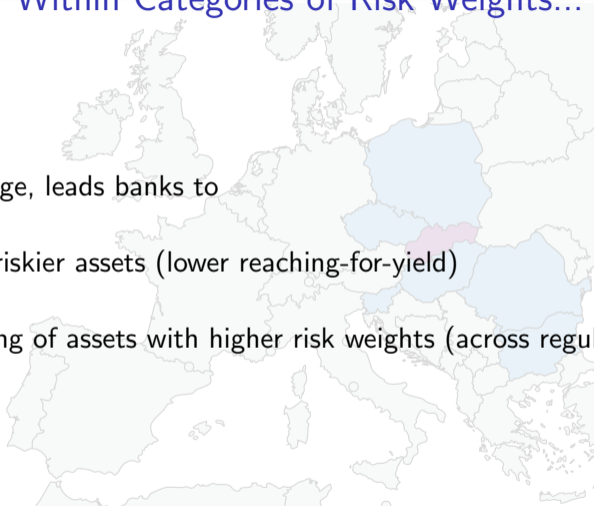 Within Categories of Risk Weights...
ge, leads banks to
riskier assets (lower reaching-for-yield)
ng of assets with higher risk weights (across regul